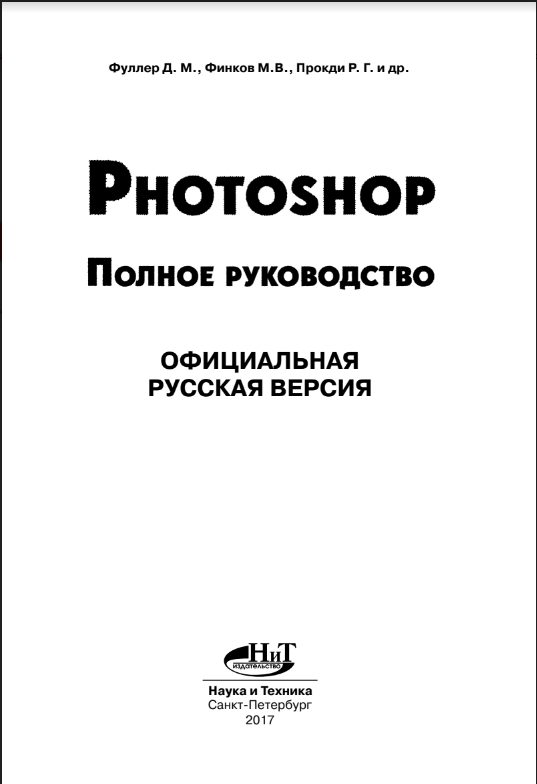 Фуллер Д. М., Финков М.В., Прокди Р. Г. и др.
PHOTOSHOP
ПОЛНОЕ РУКОВОДСТВО
ОФИЦИАЛЬНАЯ
РУССКАЯ ВЕРСИЯ
НиТ
издательство
Наука и Техника
Санкт-Петербург
2017